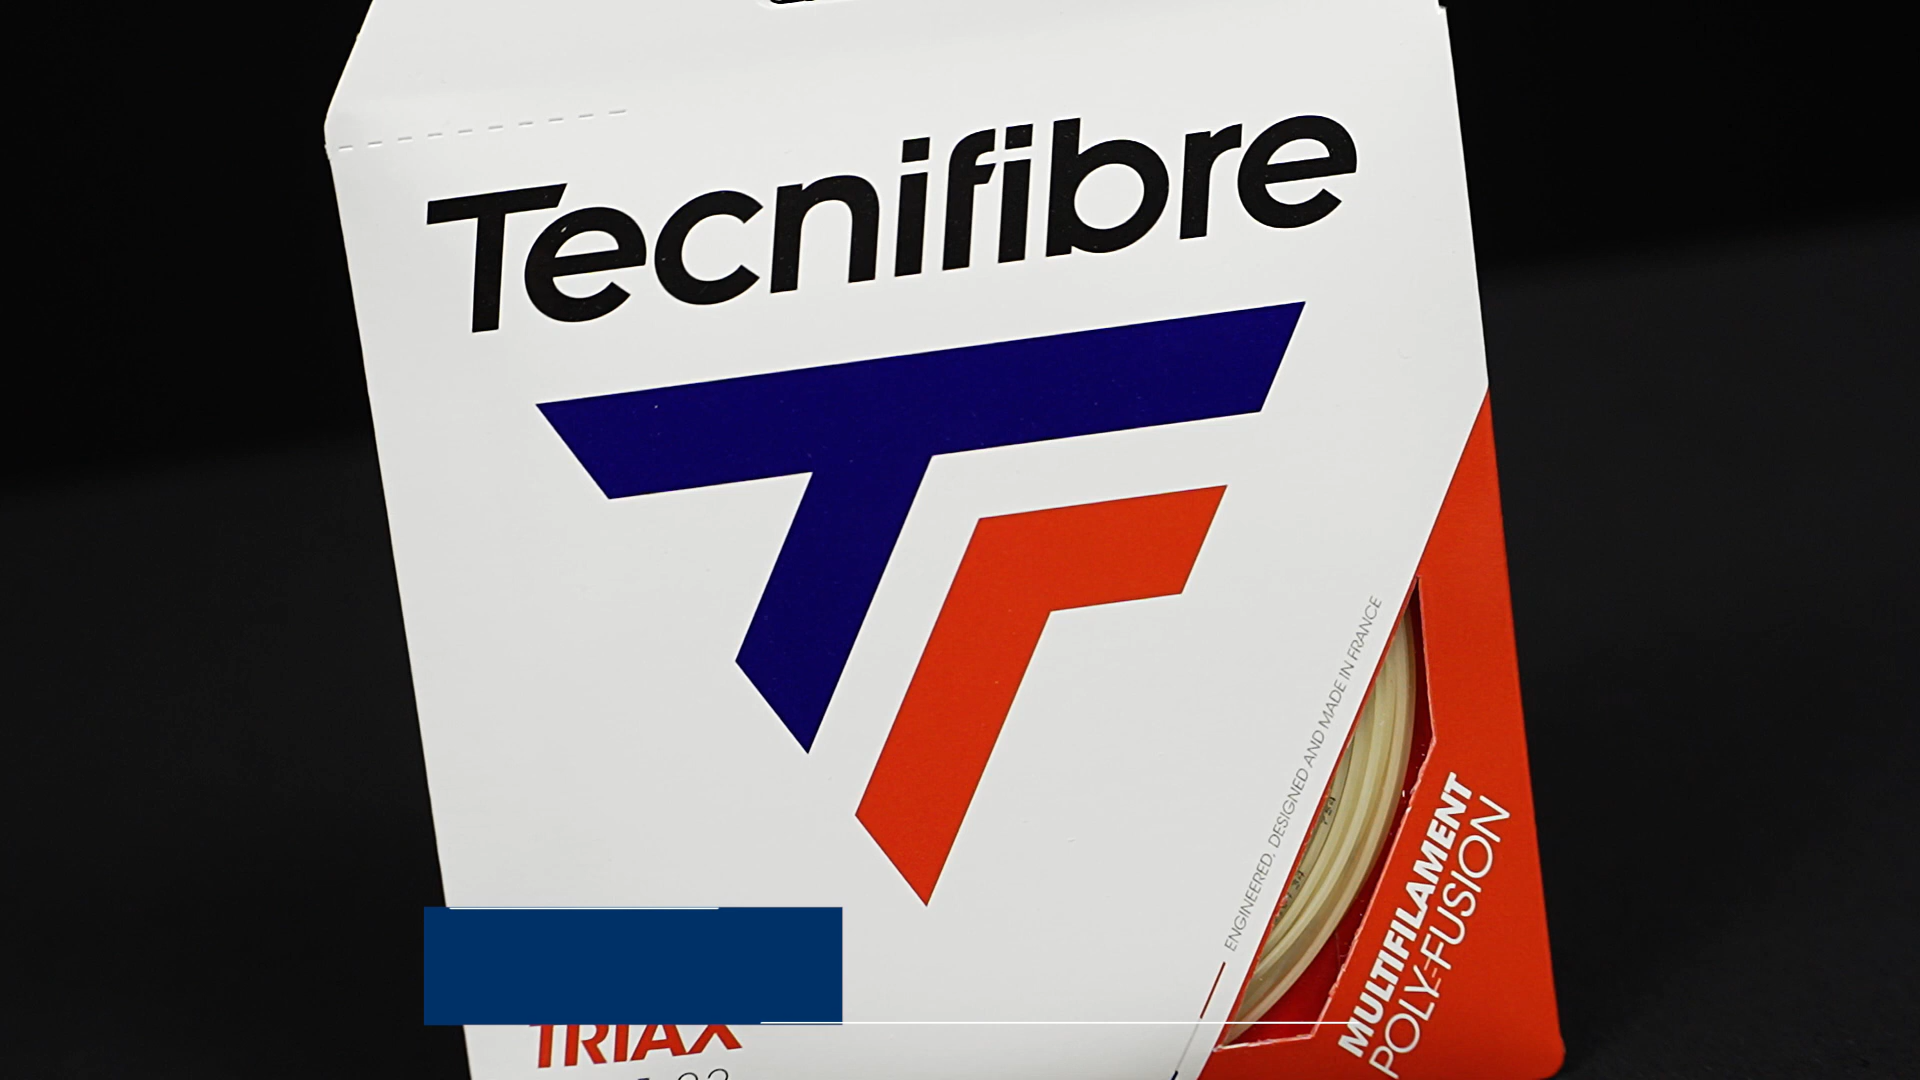 Tecnifibre
ENGINEERED, DESIGNED AND MADE IN FRANCE
MULTIFILAMENT
POLY-FUSION
TRIAX